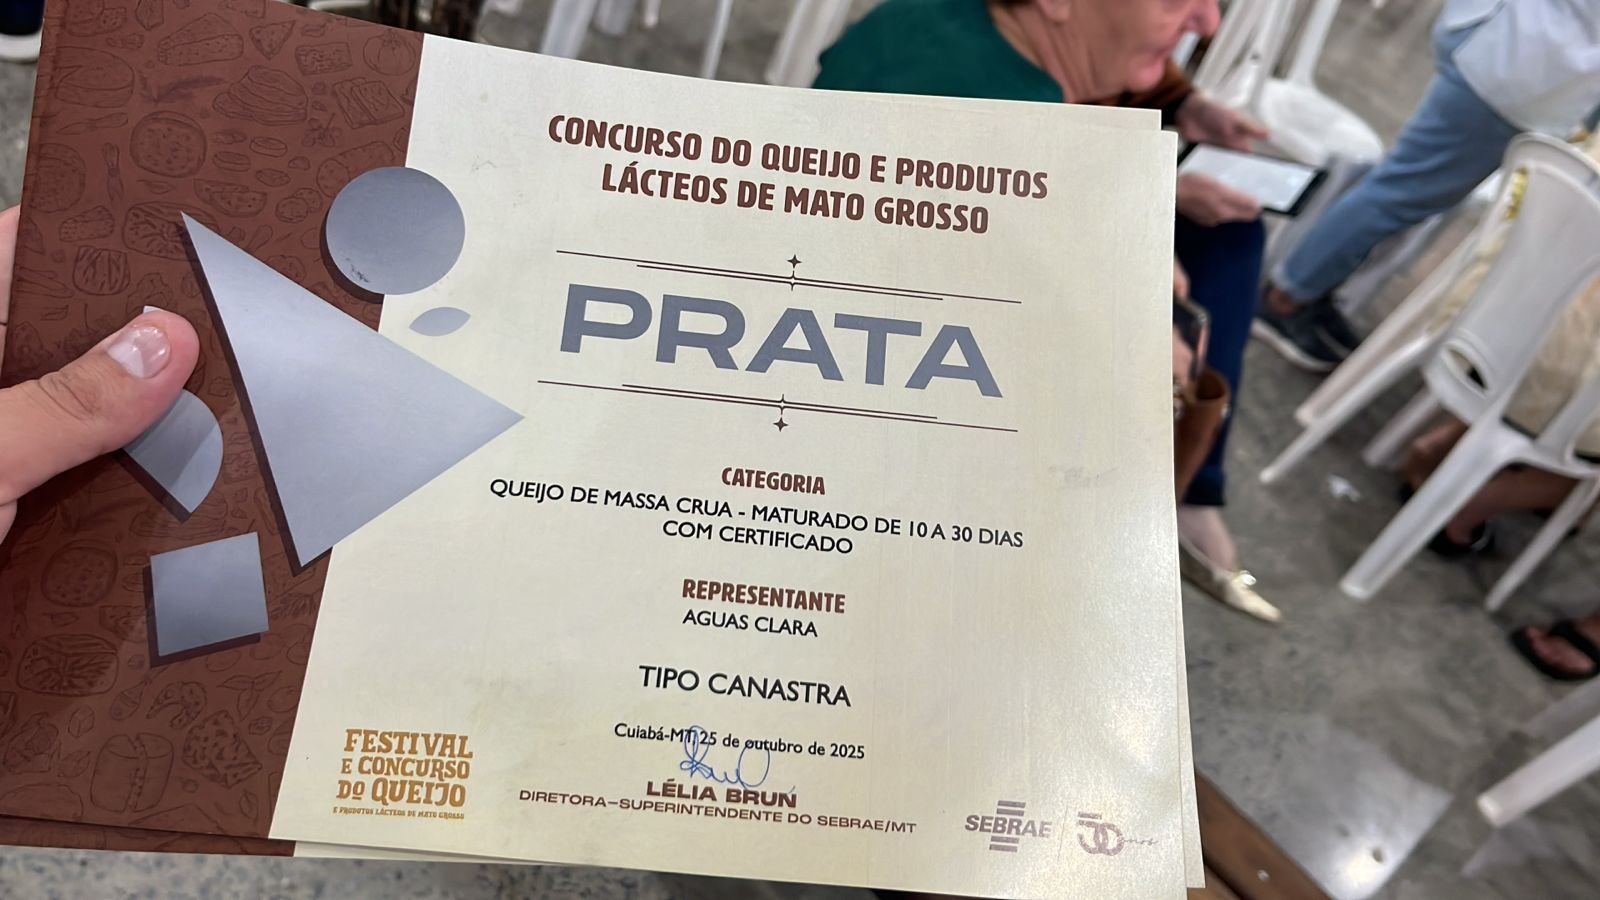 CONCURSO DO QUEIJO E PRODUTOS
LÁCTEOS DE MATO GROSSO
PRATA
CATEGORIA
QUEIJO DE MASSA CRUA - MATURADO DE 10 A 30 DIAS
COM CERTIFICADO
REPRESENTANTE
AGUAS CLARA
TIPO CANASTRA
Cuiabá-MT, 25 de outubro de 2025
LÉLIA BRUN
DIRETORA-SUPERINTENDENTE DO SEBRAE/MT
FESTIVAL
E CONCURSO
DO QUEIJO
E PRODUTOS LÁCTEOS DE MATO GROSSO
SEBRAE
50 anos